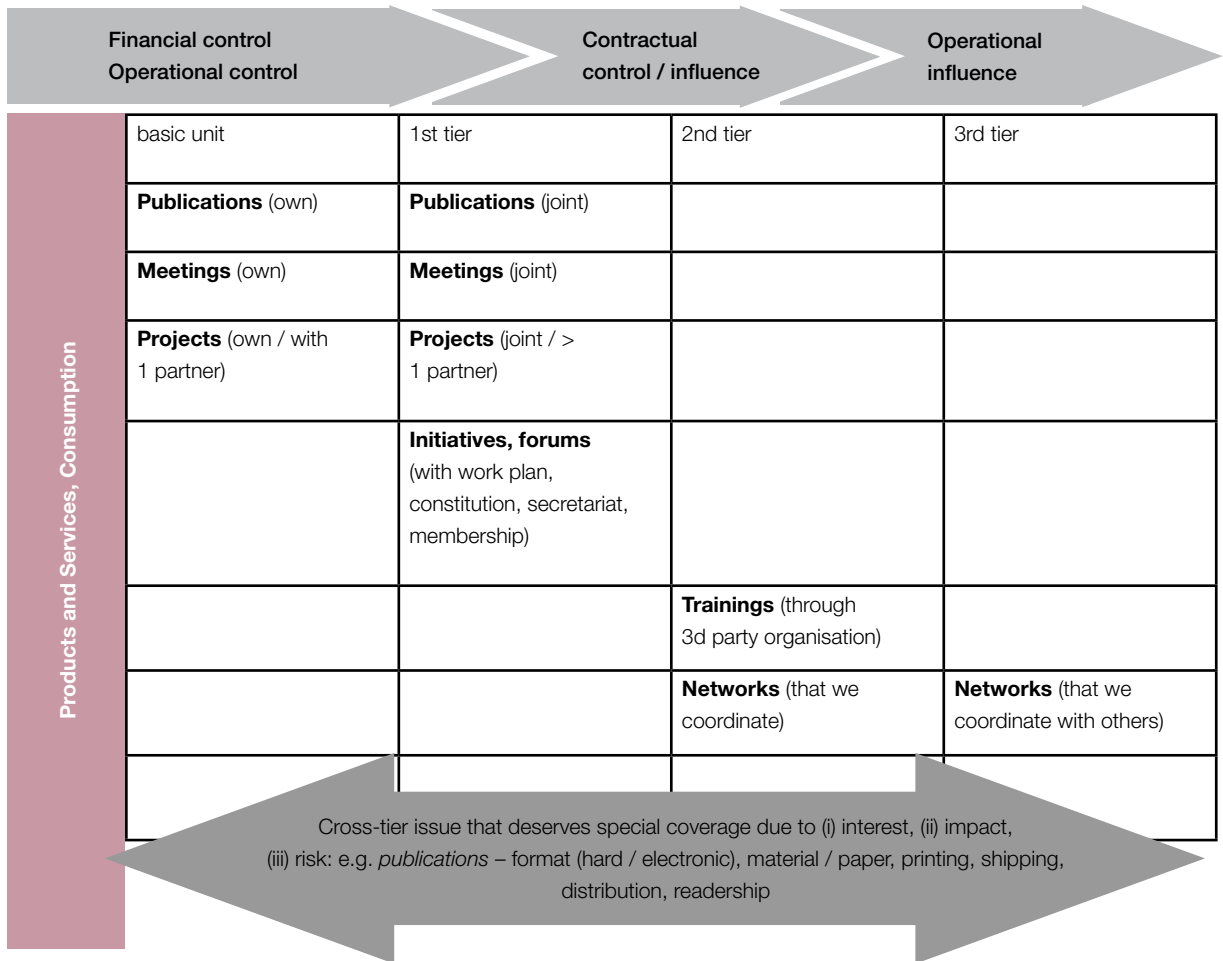 Financial control
Operational control
Contractual
control / influence
Operational
influence
Products and Services, Consumption
basic unit
1st tier
2nd tier
3rd tier
Publications (own)
Publications (joint)
Meetings (own)
Meetings (joint)
Projects (own / with
1 partner)
Projects (joint / >
1 partner)
Initiatives, forums
(with work plan,
constitution, secretariat,
membership)
Trainings (through
3d party organisation)
Networks (that we
coordinate)
Networks (that we
coordinate with others)
Cross-tier issue that deserves special coverage due to (i) interest, (ii) impact,
(iii) risk: e.g. publications – format (hard / electronic), material / paper, printing, shipping,
distribution, readership